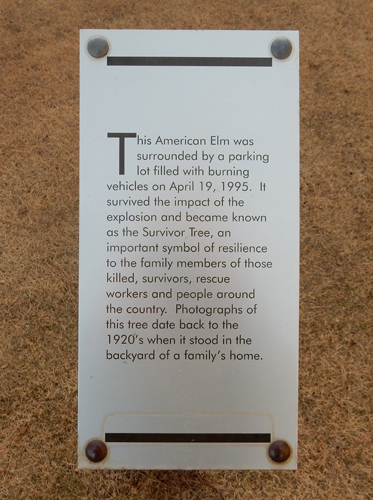 This American Elm was
surrounded by a parking
lot filled with burning
vehicles on April 19, 1995.  It
survived the impact of the
explosion and became known
as the Survivor Tree, an
important symbol of resilience
to the family members of those
killed, survivors, rescue
workers and people around
the country.  Photographs of
this tree date back to the
1920's when it stood in the
backyard of a family's home.